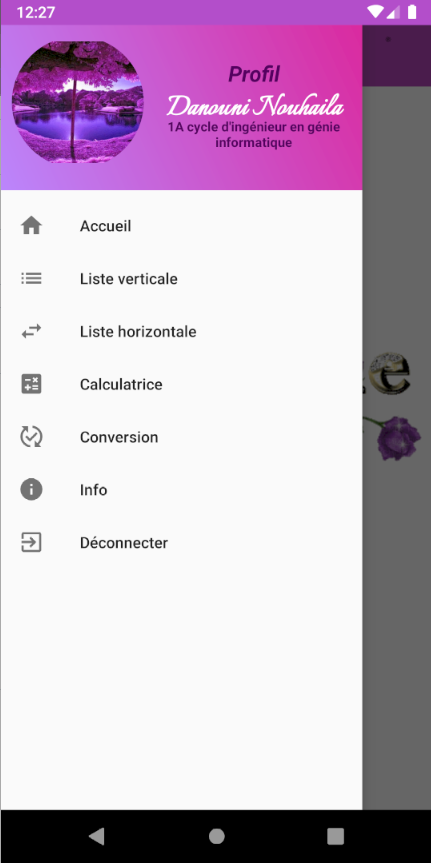 12:27
Profil
Danouni Nouhaila
1A cycle d'ingénieur en génie
informatique
Accueil
Liste verticale
Liste horizontale
Calculatrice
Conversion
Info
Déconnecter
e